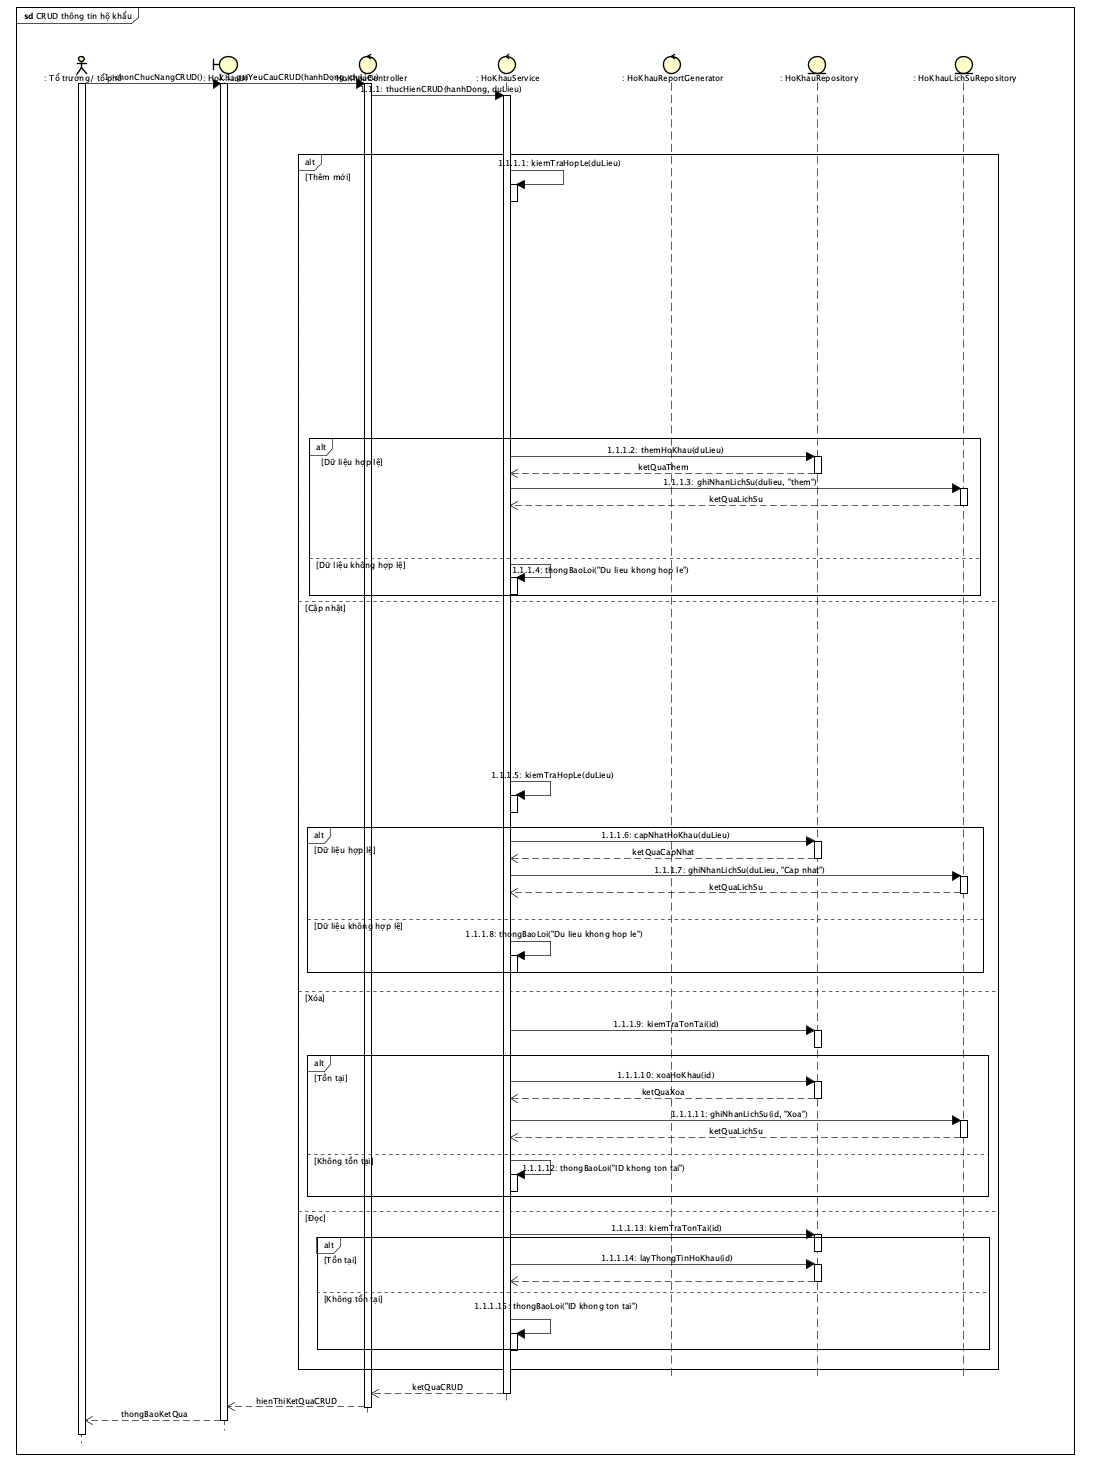 sd CRUD thông tin hộ khẩu
: Tổ trưởng/ tổ phó
1: chonChucNangCRUD()
: HoKhauUI
1.1: guiYeuCauCRUD(hanhDong, duLieu)
: HoKhauController
: HoKhauService
: HoKhauReportGenerator
: HoKhauRepository
: HoKhauLichSuRepository
1.1.1: thucHienCRUD(hanhDong, duLieu)
alt
1.1.1.1: kiemTraHopLe(duLieu)
[Thêm mới]
alt
1.1.1.2: themHoKhau(duLieu)
[Dữ liệu hợp lệ]
ketQuaThem
1.1.1.3: ghiNhanLichSu(dulieu, "them")
ketQuaLichSu
[Dữ liệu không hợp lệ]
1.1.1.4: thongBaoLoi("Du lieu khong hop le")
[Cập nhật]
1.1.1.5: kiemTraHopLe(duLieu)
alt
1.1.1.6: capNhatHoKhau(duLieu)
[Dữ liệu hợp lệ]
ketQuaCapNhat
1.1.1.7: ghiNhanLichSu(duLieu, "Cap nhat")
ketQuaLichSu
[Dữ liệu không hợp lệ]
1.1.1.8: thongBaoLoi("Du lieu khong hop le")
[Xóa]
1.1.1.9: kiemTraTonTai(id)
alt
1.1.1.10: xoaHoKhau(id)
[Tồn tại]
ketQuaXoa
1.1.1.11: ghiNhanLichSu(id, "Xoa")
ketQuaLichSu
[Không tồn tại]
1.1.1.12: thongBaoLoi("ID khong ton tai")
[Đọc]
1.1.1.13: kiemTraTonTai(id)
alt
1.1.1.14: layThongTinHoKhau(id)
[Tồn tại]
[Không tồn tại]
1.1.1.15: thongBaoLoi("ID khong ton tai")
ketQuaCRUD
hienThiKetQuaCRUD
thongBaoKetQua